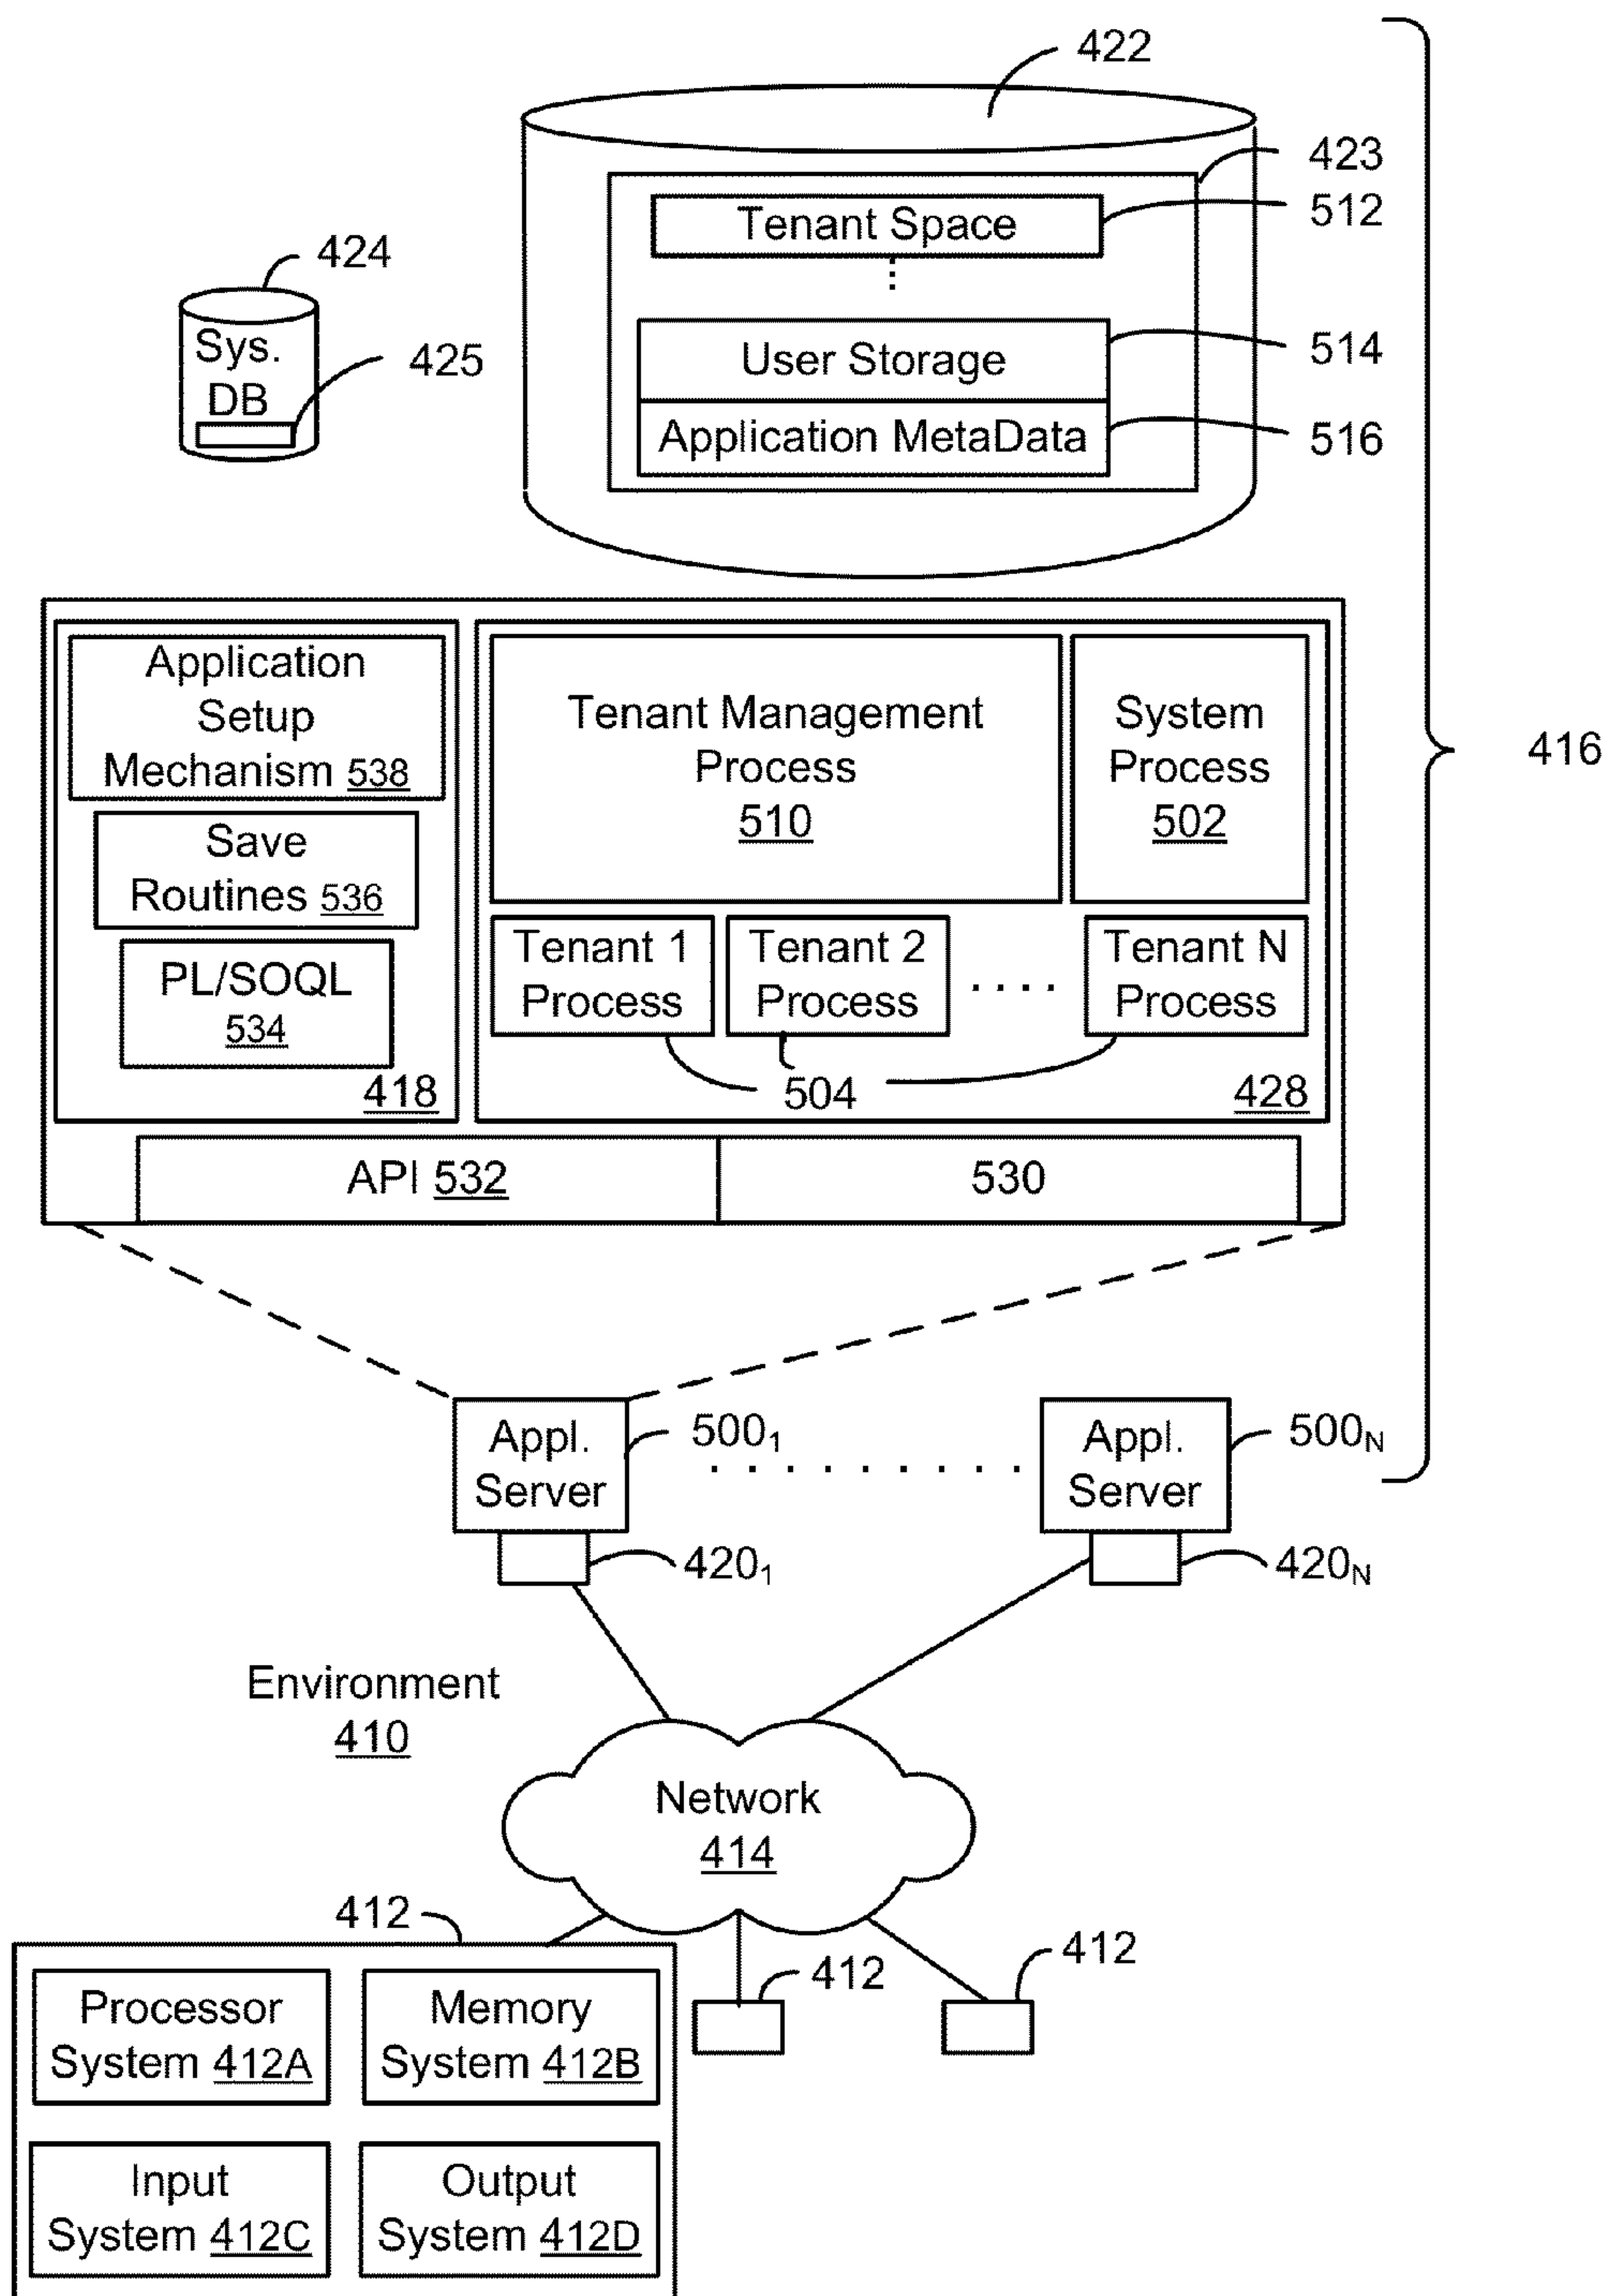 422
423
Tenant Space
512
424
Sys.
DB
425
User Storage
514
Application MetaData
516
416
Application
Setup
Mechanism 538
Save
Routines 536
PL/SOQL
534
418
Tenant Management
Process
510
System
Process
502
Tenant 1
Process
Tenant 2
Process
....
Tenant N
Process
504
428
API 532
530
Appl.
Server
500₁
Appl.
Server
500N
420₁
420N
Environment
410
Network
414
412
412
412
Processor
System 412A
Memory
System 412B
Input
System 412C
Output
System 412D